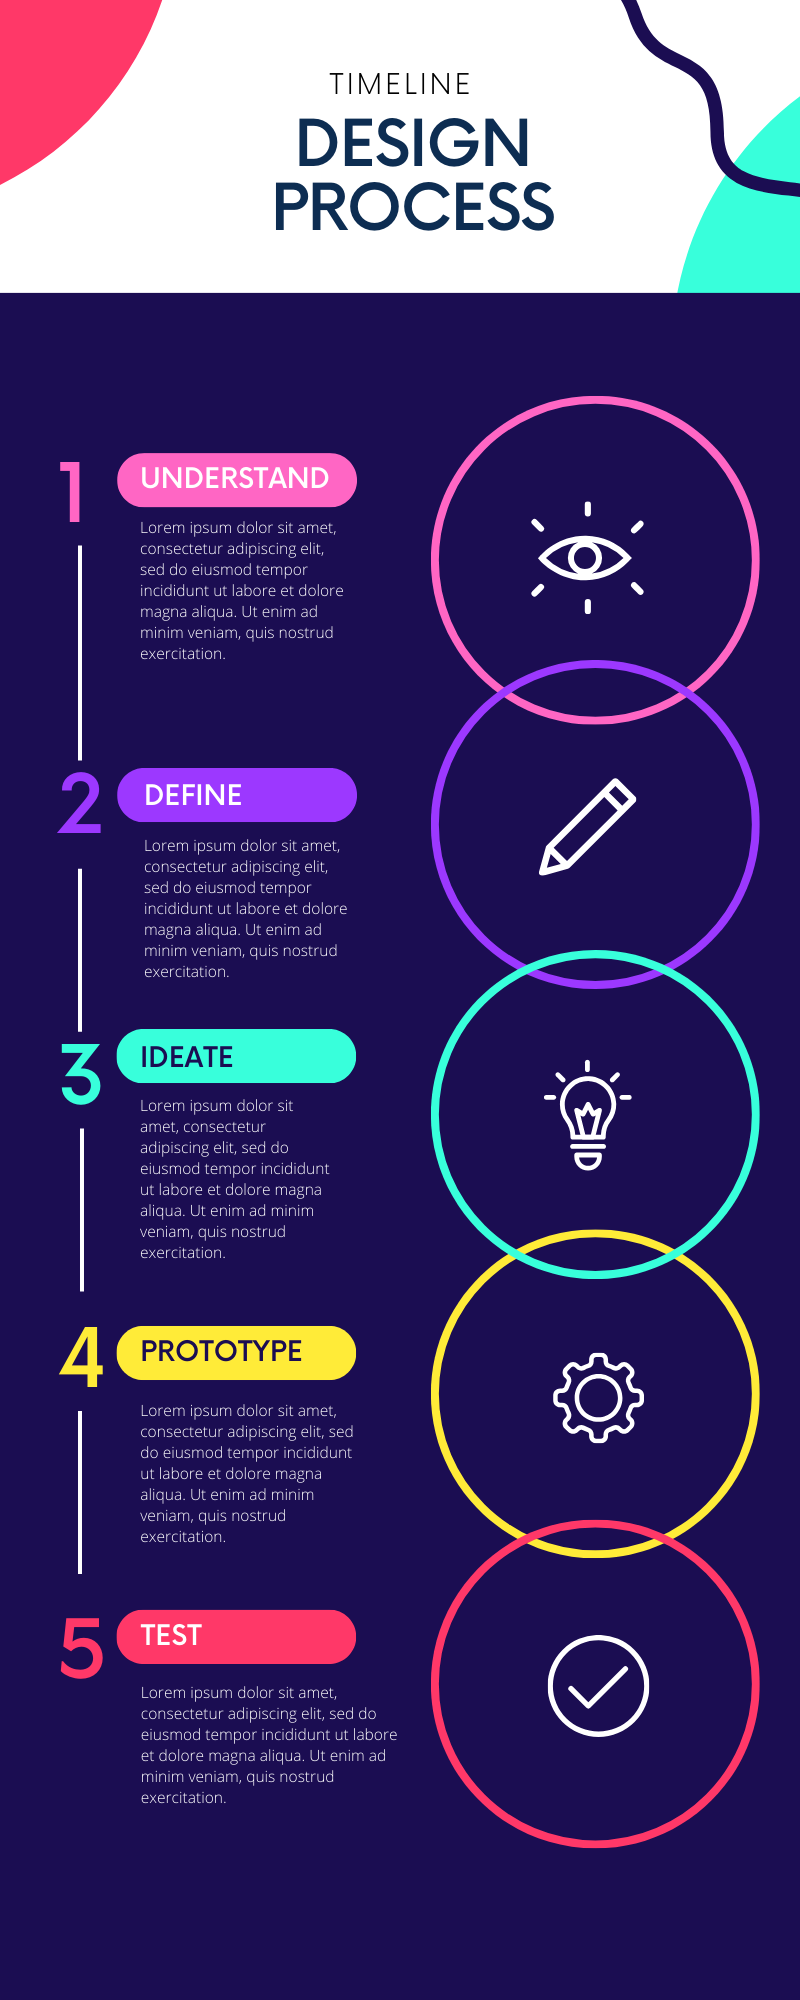 TIMELINE
DESIGN
PROCESS
1
UNDERSTAND
Lorem ipsum dolor sit amet,
consectetur adipiscing elit,
sed do eiusmod tempor
incididunt ut labore et dolore
magna aliqua. Ut enim ad
minim veniam, quis nostrud
exercitation.
2
DEFINE
Lorem ipsum dolor sit amet,
consectetur adipiscing elit,
sed do eiusmod tempor
incididunt ut labore et dolore
magna aliqua. Ut enim ad
minim veniam, quis nostrud
exercitation.
3
IDEATE
Lorem ipsum dolor sit
amet, consectetur
adipiscing elit, sed do
eiusmod tempor incididunt
ut labore et dolore magna
aliqua. Ut enim ad minim
veniam, quis nostrud
exercitation.
4
PROTOTYPE
Lorem ipsum dolor sit amet,
consectetur adipiscing elit, sed
do eiusmod tempor incididunt
ut labore et dolore magna
aliqua. Ut enim ad minim
veniam, quis nostrud
exercitation.
5
TEST
Lorem ipsum dolor sit amet,
consectetur adipiscing elit, sed do
eiusmod tempor incididunt ut labore
et dolore magna aliqua. Ut enim ad
minim veniam, quis nostrud
exercitation.